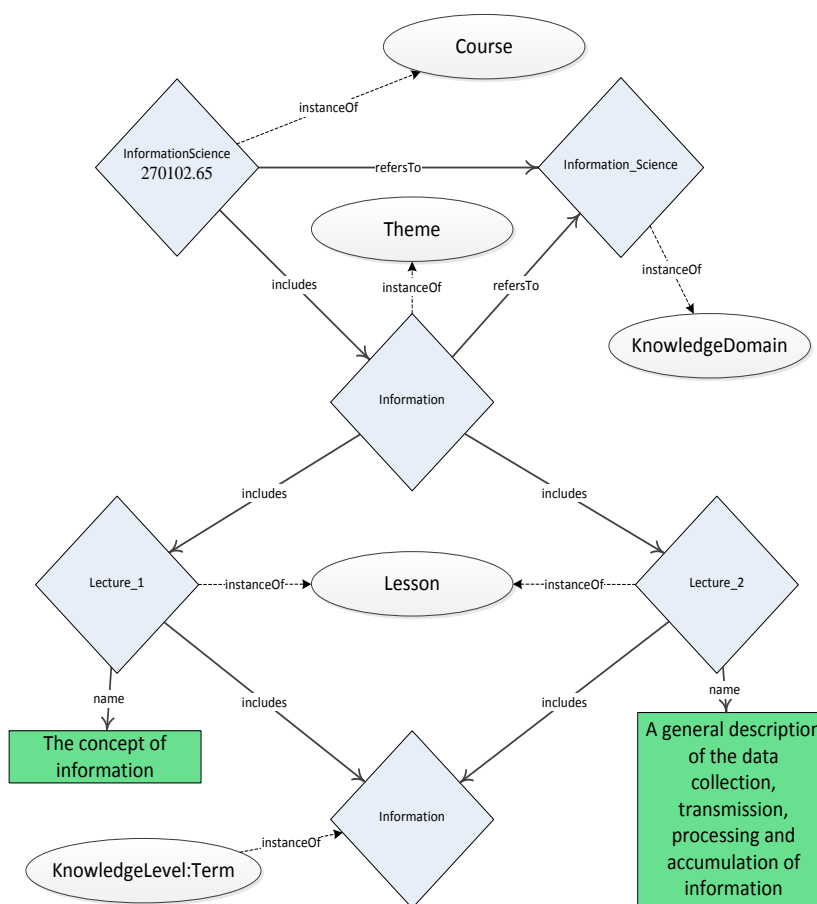 Course
instanceOf
InformationScience
270102.65
refersTo
Information_Science
Theme
includes
instanceOf
refersTo
instanceOf
KnowledgeDomain
Information
includes
includes
Lecture_1
instanceOf
Lesson
instanceOf
Lecture_2
name
includes
includes
name
The concept of
information
A general description
of the data
collection,
transmission,
processing and
accumulation of
information
Information
instanceOf
KnowledgeLevel:Term